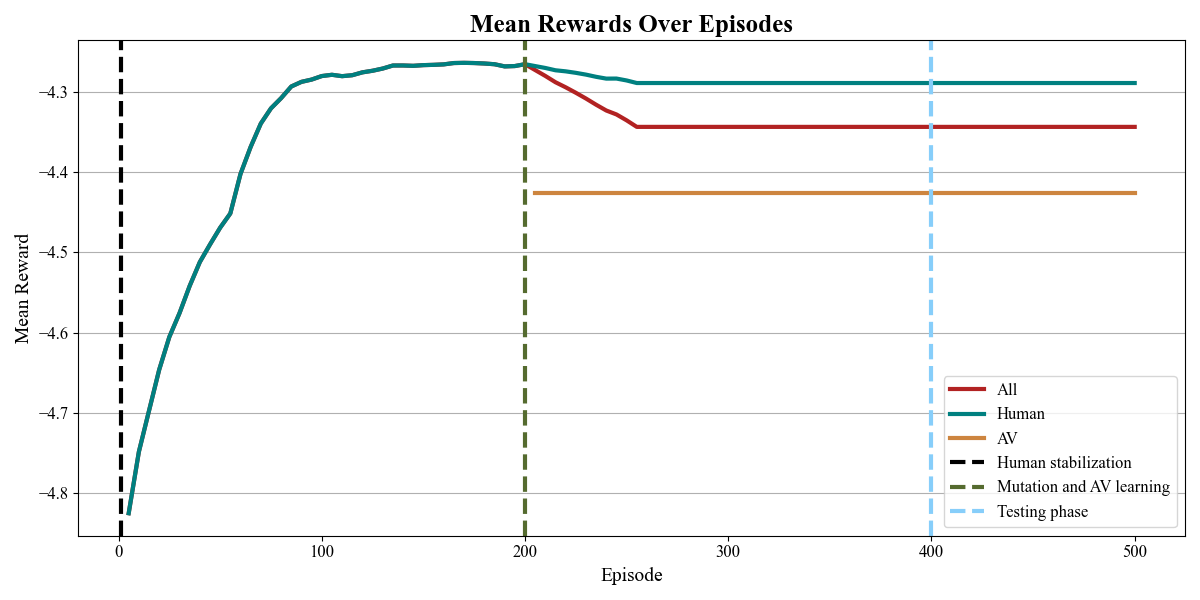 Mean Rewards Over Episodes
Mean Reward
−4.3
−4.4
−4.5
−4.6
−4.7
−4.8
0
100
200
300
400
500
Episode
All
Human
AV
Human stabilization
Mutation and AV learning
Testing phase